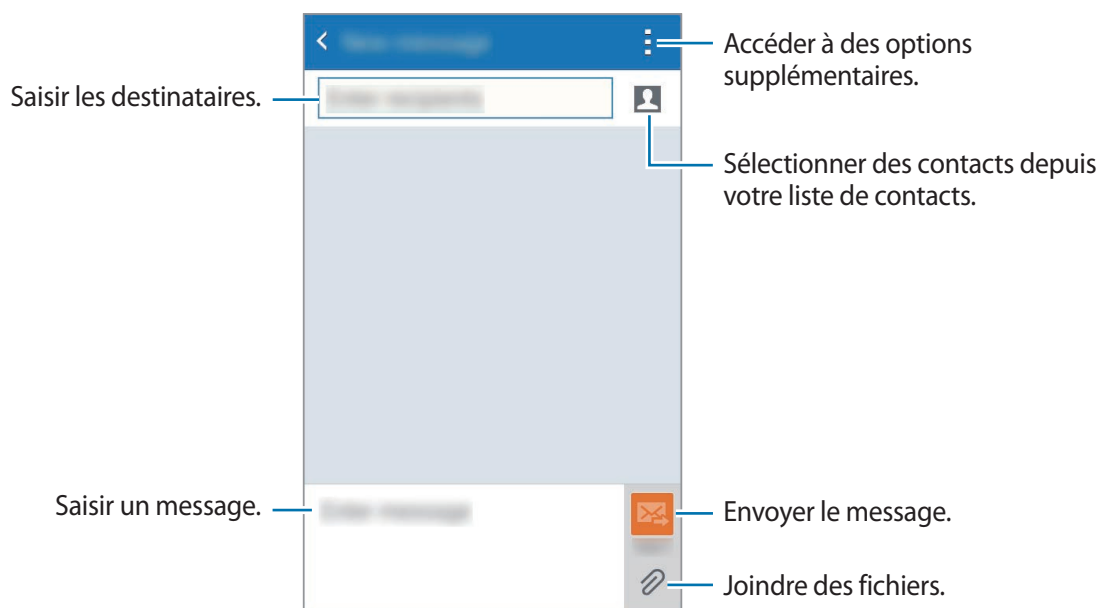 Accéder à des options
supplémentaires.
Saisir les destinataires.
Sélectionner des contacts depuis
votre liste de contacts.
Saisir un message.
Envoyer le message.
Joindre des fichiers.